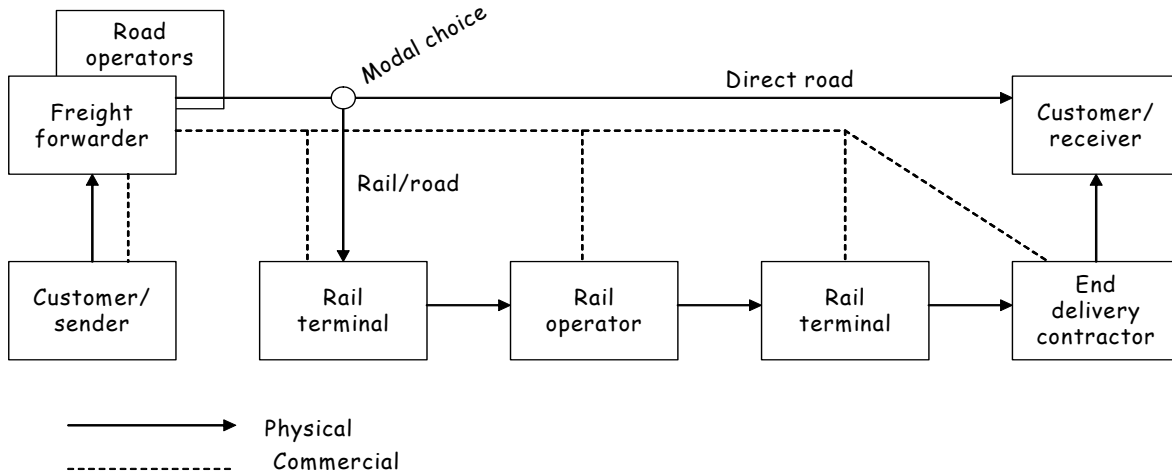 Road
operators
Modal choice
Freight
forwarder
Direct road
Customer/
receiver
Rail/road
Customer/
sender
Rail
terminal
Rail
operator
Rail
terminal
End
delivery
contractor
Physical
Commercial